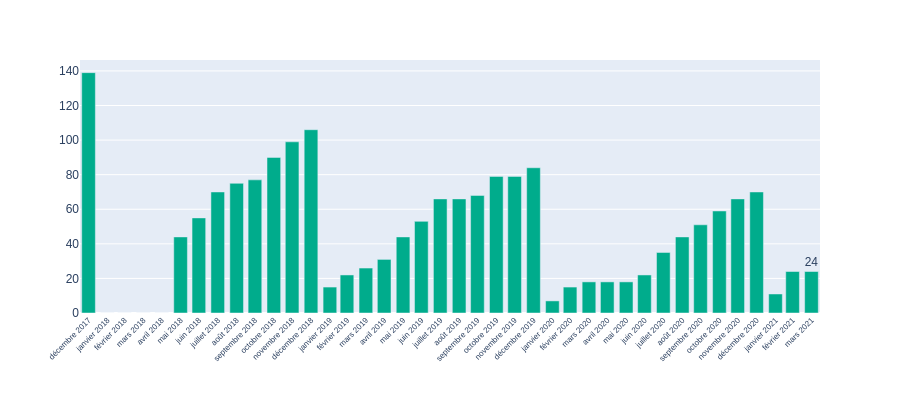 140
120
100
80
60
40
20
0
24
décembre 2017
janvier 2018
février 2018
mars 2018
avril 2018
mai 2018
juin 2018
juillet 2018
août 2018
septembre 2018
octobre 2018
novembre 2018
décembre 2018
janvier 2019
février 2019
mars 2019
avril 2019
mai 2019
juin 2019
juillet 2019
août 2019
septembre 2019
octobre 2019
novembre 2019
décembre 2019
janvier 2020
février 2020
mars 2020
avril 2020
mai 2020
juin 2020
juillet 2020
août 2020
septembre 2020
octobre 2020
novembre 2020
décembre 2020
janvier 2021
février 2021
mars 2021